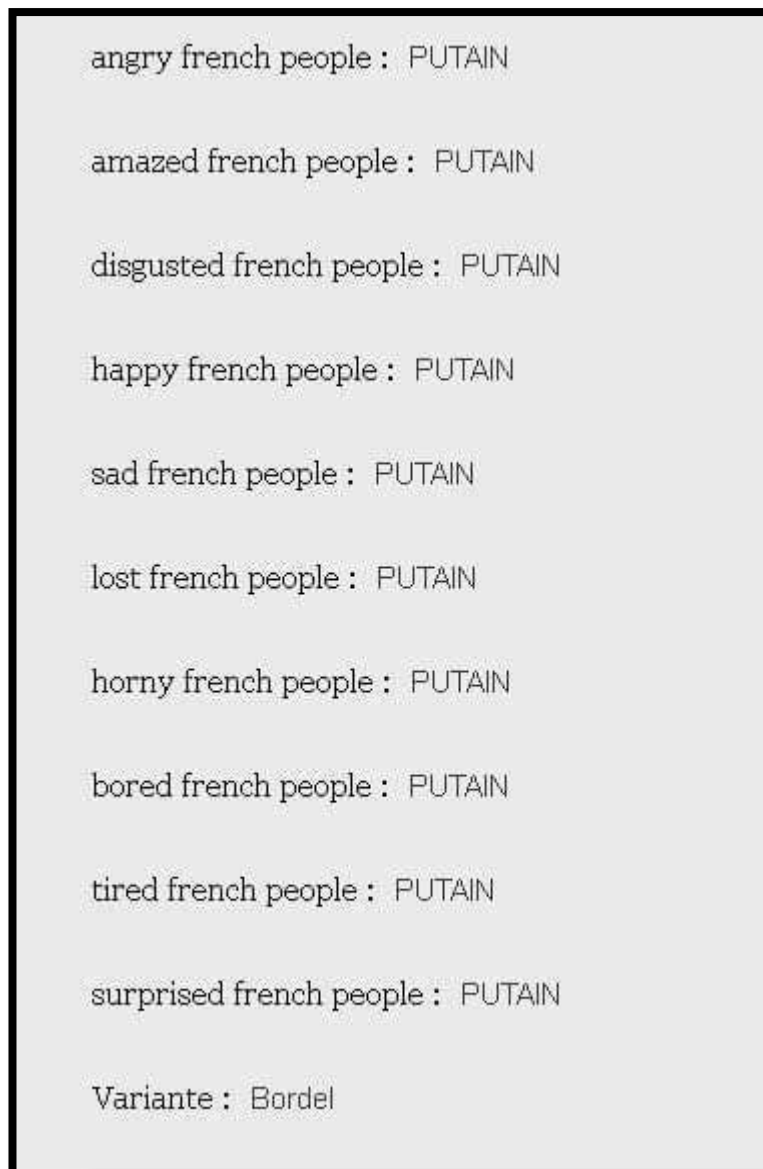 angry french people : PUTAIN
amazed french people : PUTAIN
disgusted french people : PUTAIN
happy french people : PUTAIN
sad french people : PUTAIN
lost french people : PUTAIN
horny french people : PUTAIN
bored french people : PUTAIN
tired french people : PUTAIN
surprised french people : PUTAIN
Variante : Bordel